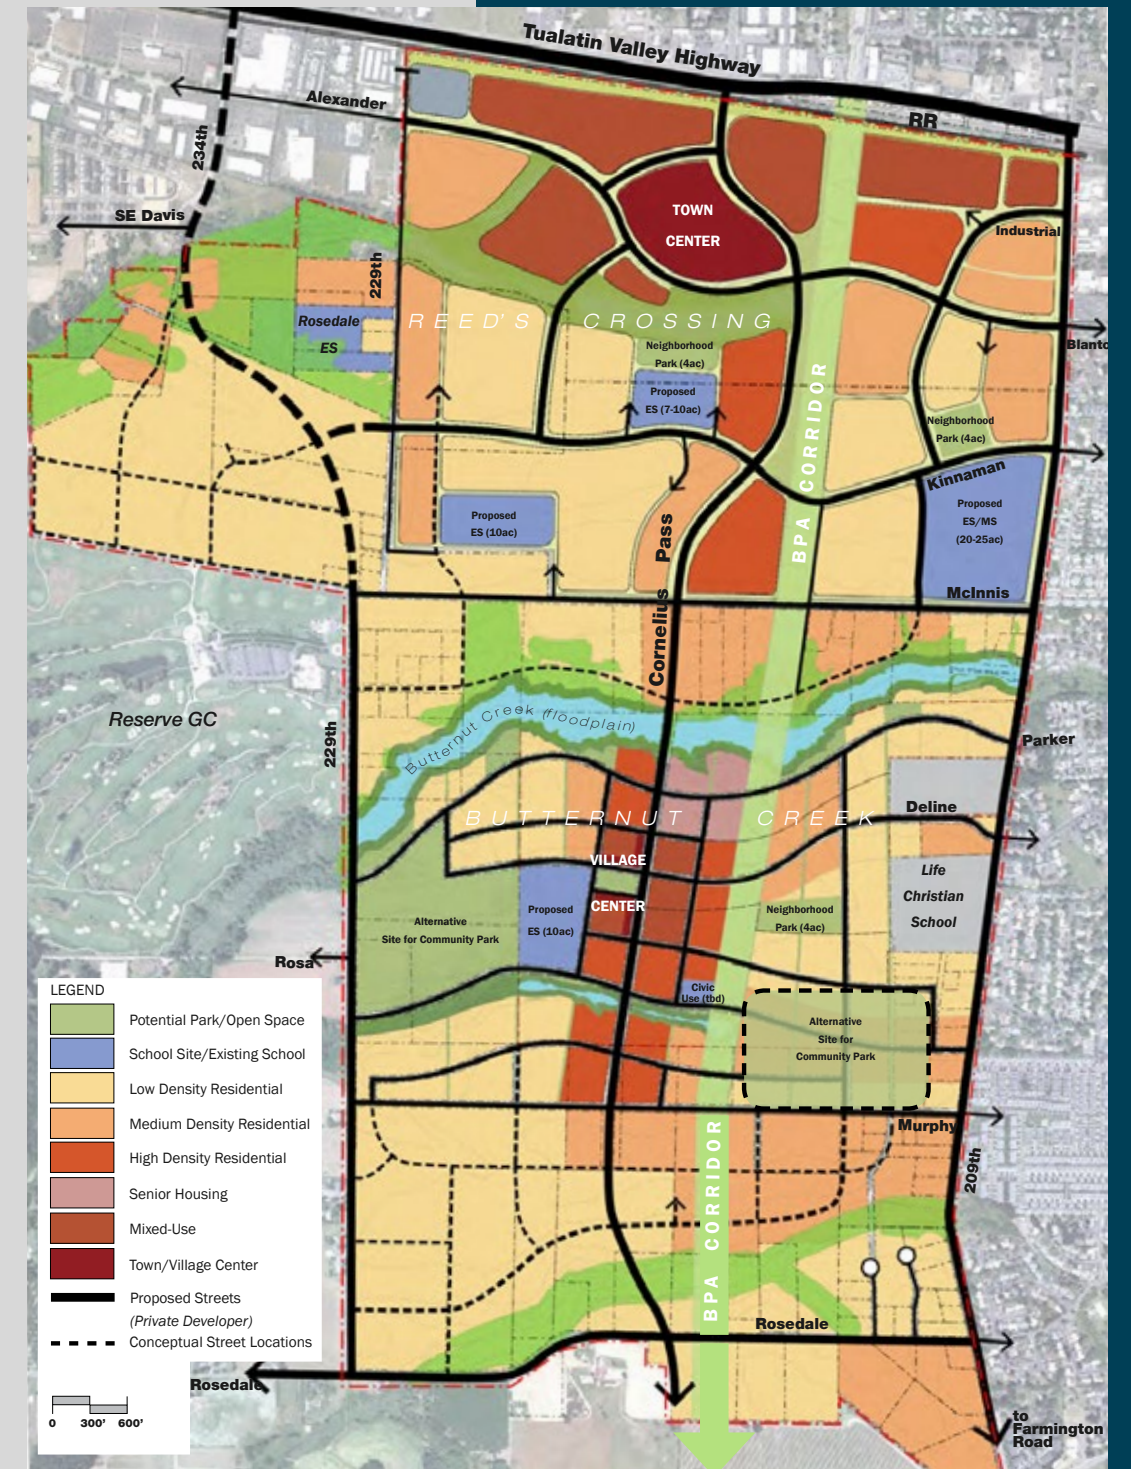 Tualatin Valley Highway
RR
Alexander
234th
SE Davis
229th
TOWN
CENTER
Industrial
Rosedale
ES
REED'S CROSSING
Neighborhood
Park (4ac)
Proposed
ES (7-10ac)
BPA CORRIDOR
Neighborhood
Park (4ac)
Kinnaman
Proposed
ES (10ac)
Cornelius Pass
Proposed
ES/MS
(20-25ac)
McInnis
Reserve GC
229th
Butternut Creek (floodplain)
Parker
BUTTERNUT CREEK
Deline
VILLAGE
CENTER
Life
Christian
School
Alternative
Site for Community Park
Proposed
ES (10ac)
Neighborhood
Park (4ac)
Rosa
Civic
Use (tbd)
Alternative
Site for
Community Park
LEGEND
Potential Park/Open Space
School Site/Existing School
Low Density Residential
Medium Density Residential
High Density Residential
Senior Housing
Mixed-Use
Town/Village Center
Proposed Streets
(Private Developer)
Conceptual Street Locations
0 300' 600'
BPA CORRIDOR
Murphy
209th
Rosedale
Rosedale
to
Farmington
Road